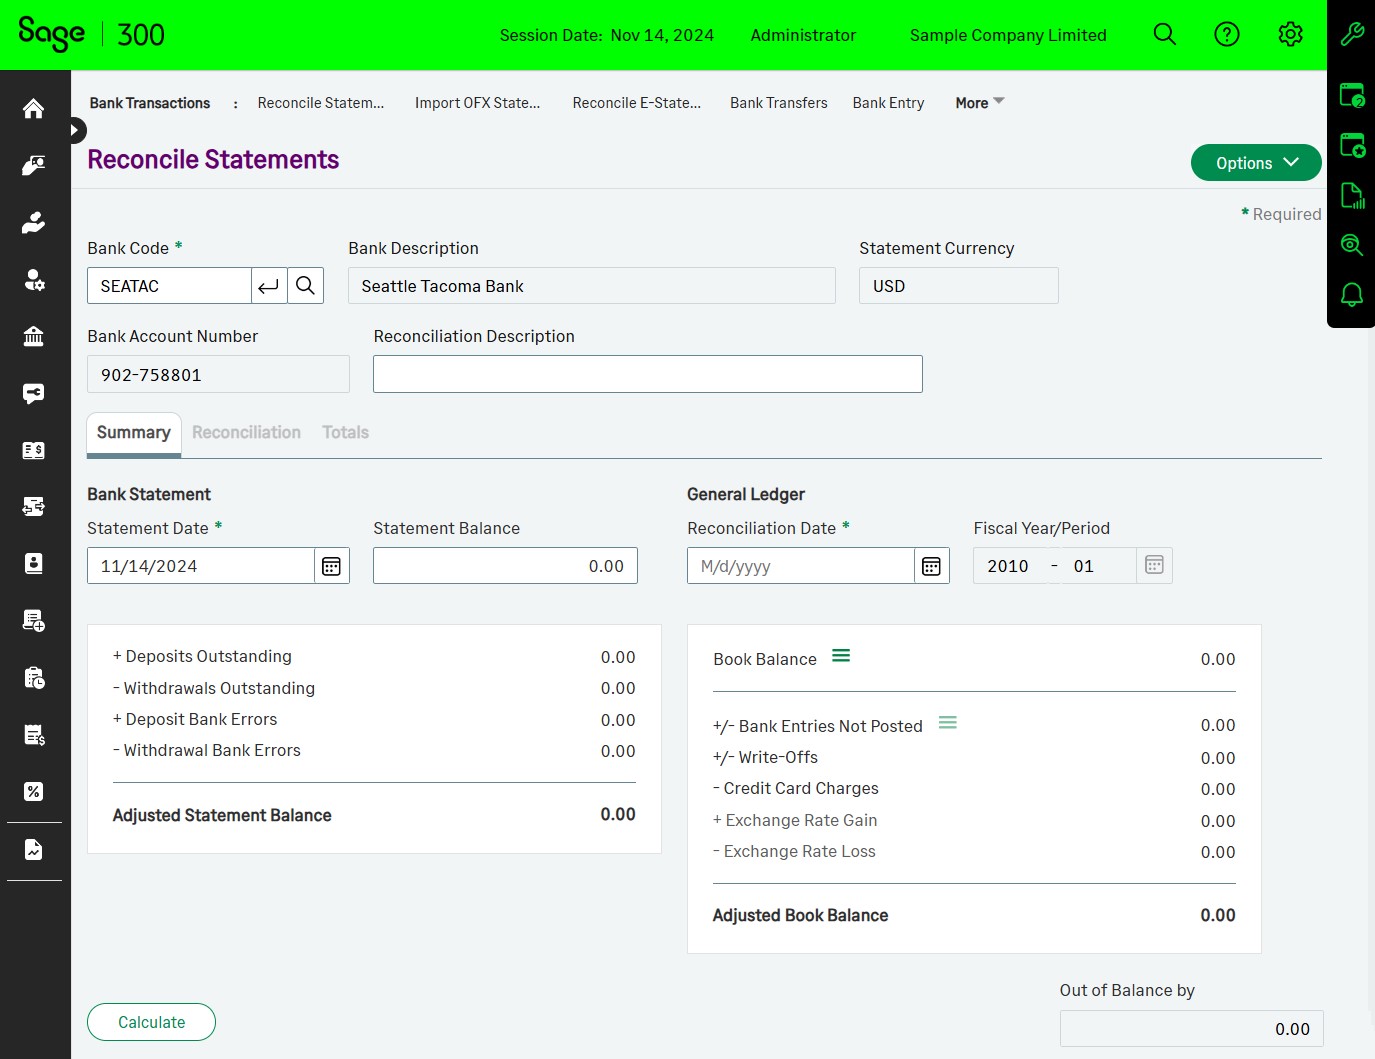 Sage 300
Session Date: Nov 14, 2024 Administrator Sample Company Limited
Bank Transactions : Reconcile Statem... Import OFX State... Reconcile E-State... Bank Transfers Bank Entry More
Reconcile Statements
Options
* Required
Bank Code * Bank Description Statement Currency
SEATAC Seattle Tacoma Bank USD
Bank Account Number Reconciliation Description
902-758801
Summary Reconciliation Totals
Bank Statement General Ledger
Statement Date * Statement Balance Reconciliation Date * Fiscal Year/Period
11/14/2024 0.00 M/d/yyyy 2010 - 01
+ Deposits Outstanding 0.00
- Withdrawals Outstanding 0.00
+ Deposit Bank Errors 0.00
- Withdrawal Bank Errors 0.00
Adjusted Statement Balance 0.00
Book Balance 0.00
+/- Bank Entries Not Posted 0.00
+/- Write-Offs 0.00
- Credit Card Charges 0.00
+ Exchange Rate Gain 0.00
- Exchange Rate Loss 0.00
Adjusted Book Balance 0.00
Out of Balance by
Calculate 0.00